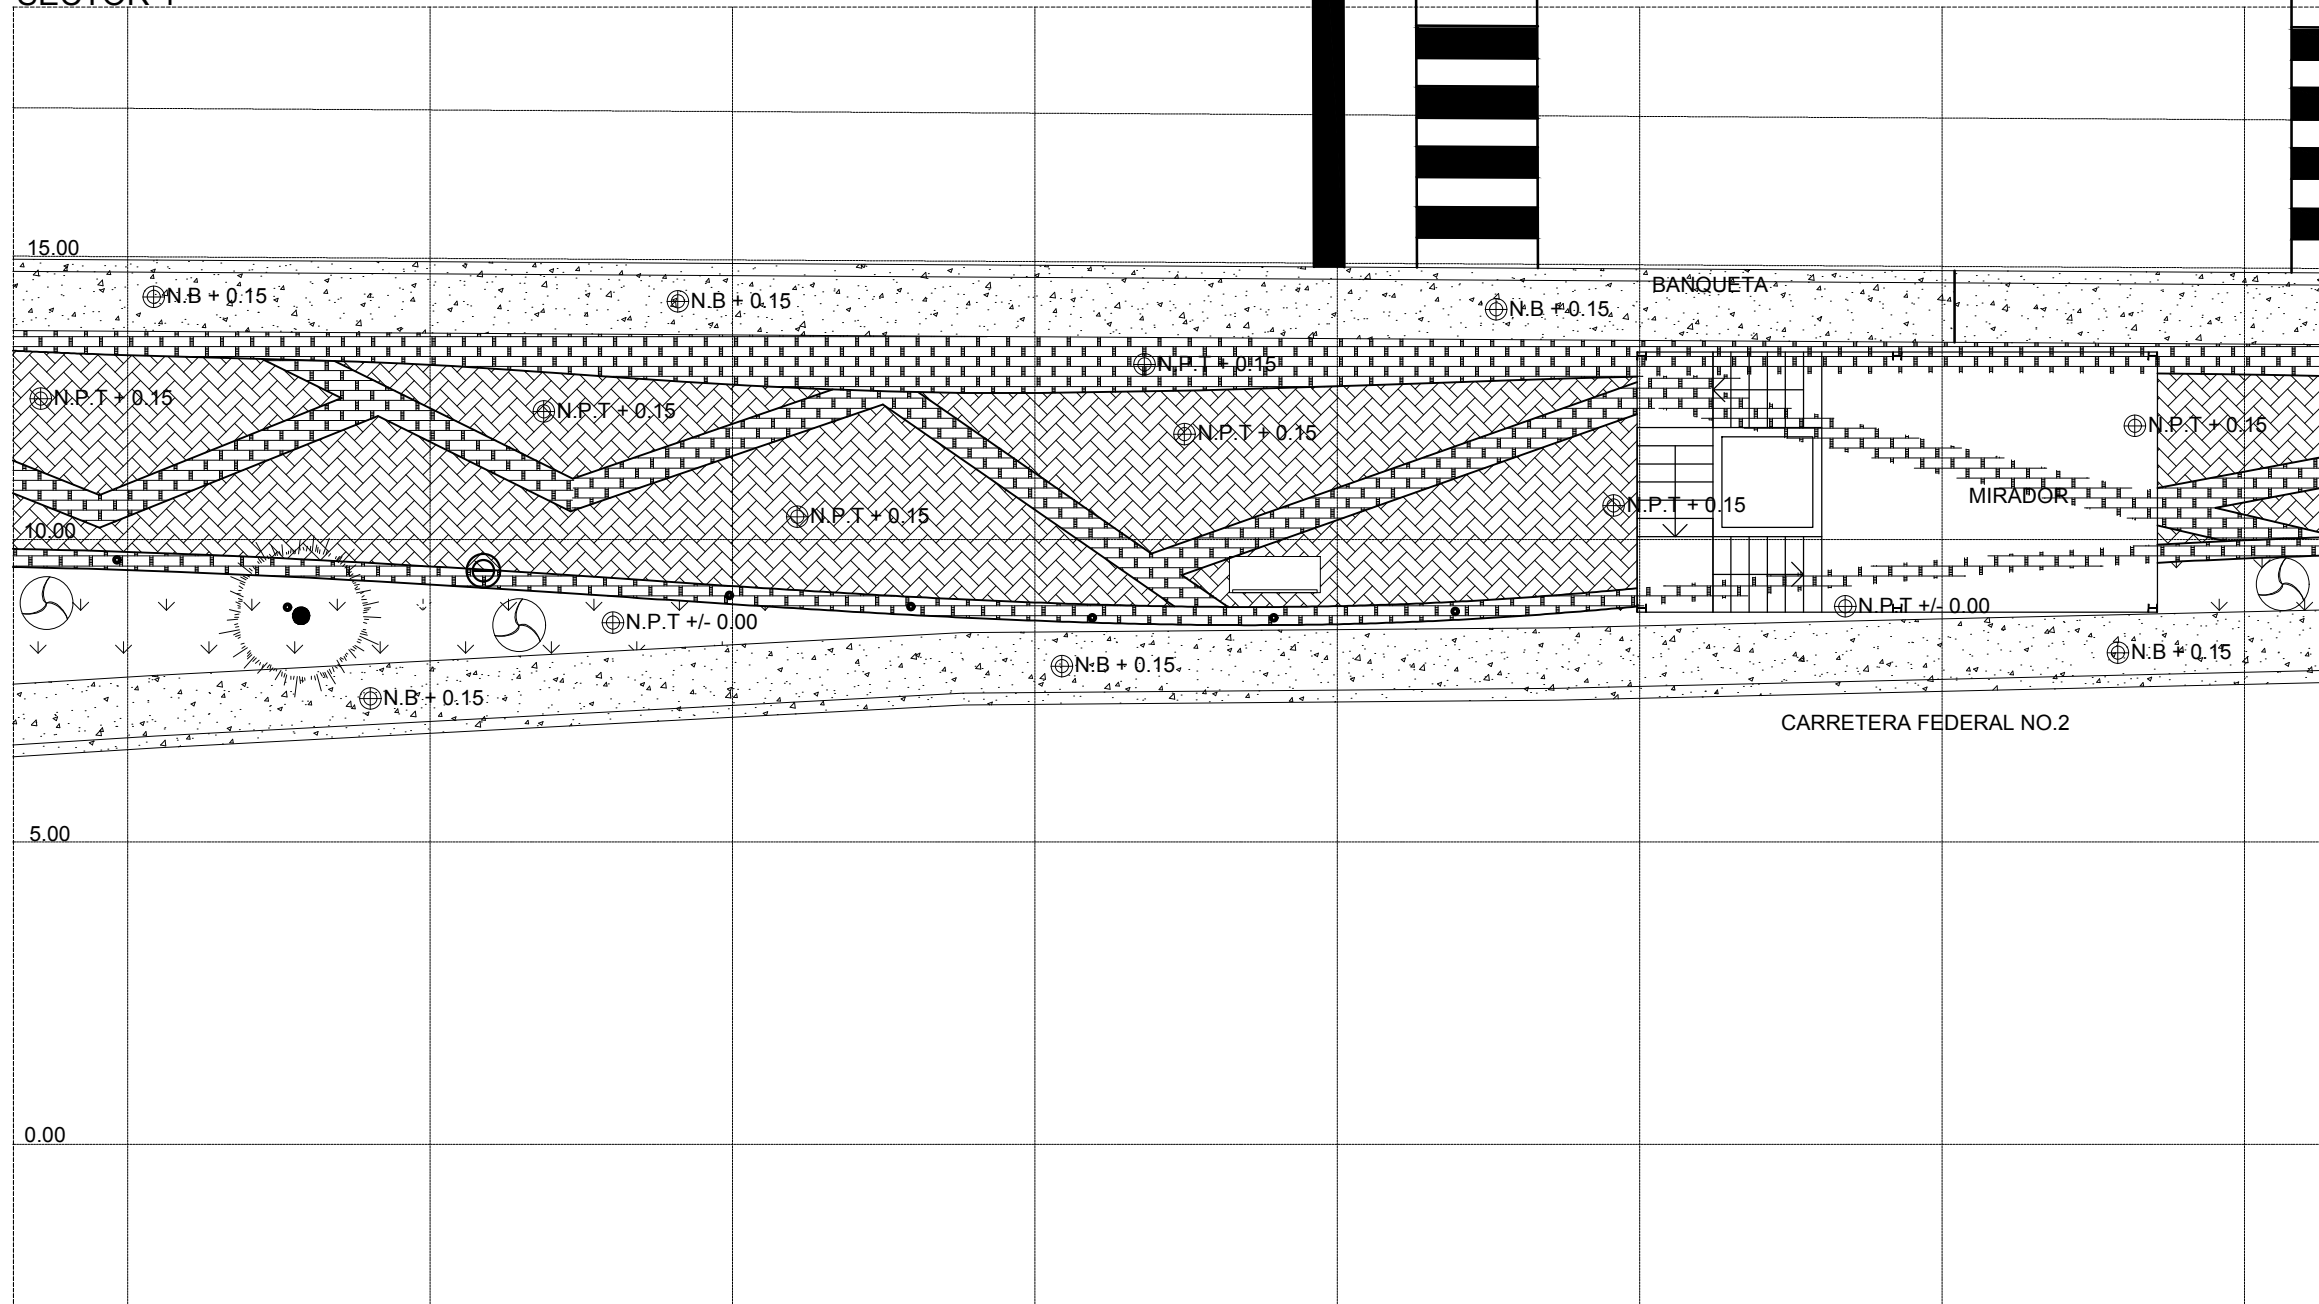 SECTOR 1
15.00
BANQUETA
N.B + 0.15
N.B + 0.15
N.B + 0.15
N.P.T + 0.15
N.P.T + 0.15
N.P.T + 0.15
N.P.T + 0.15
N.P.T + 0.15
MIRADOR
N.P.T + 0.15
N.P.T + 0.15
10.00
N.P.T +/- 0.00
N.P.T +/- 0.00
N.B + 0.15
N.B + 0.15
N.B + 0.15
CARRETERA FEDERAL NO.2
5.00
0.00